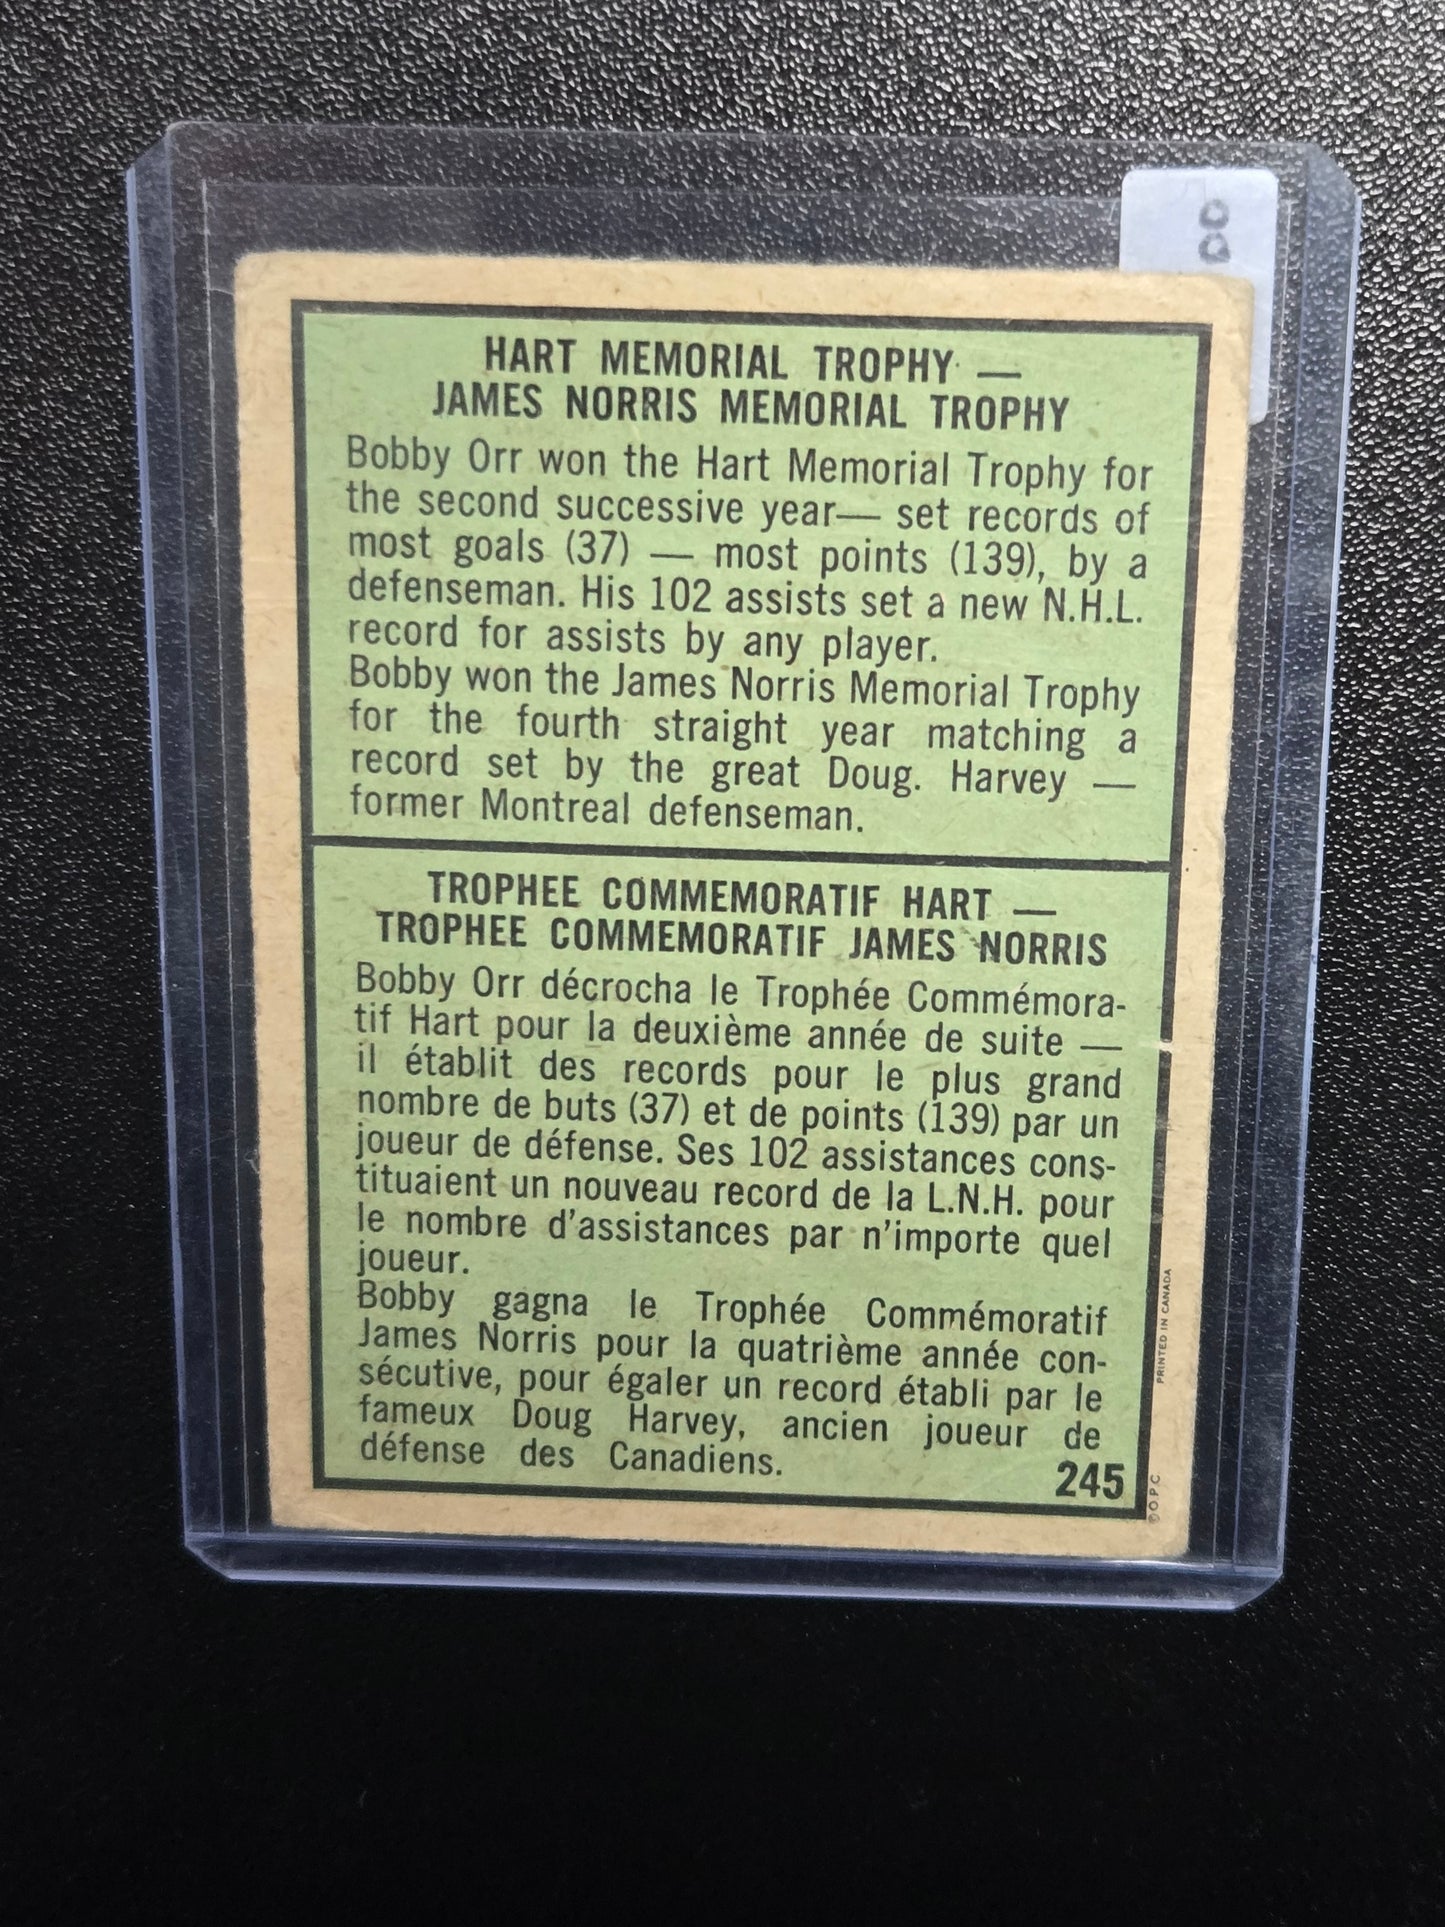 HART MEMORIAL TROPHY —
JAMES NORRIS MEMORIAL TROPHY
Bobby Orr won the Hart Memorial Trophy for
the second successive year— set records of
most goals (37) — most points (139), by a
defenseman. His 102 assists set a new N.H.L.
record for assists by any player.
Bobby won the James Norris Memorial Trophy
for the fourth straight year matching a
record set by the great Doug. Harvey —
former Montreal defenseman.
TROPHEE COMMEMORATIF HART —
TROPHEE COMMEMORATIF JAMES NORRIS
Bobby Orr décrocha le Trophée Commémora-
tif Hart pour la deuxième année de suite —
il établit des records pour le plus grand
nombre de buts (37) et de points (139) par un
joueur de défense. Ses 102 assistances cons-
tituaient un nouveau record de la L.N.H. pour
le nombre d'assistances par n'importe quel
joueur.
Bobby gagna le Trophée Commémoratif
James Norris pour la quatrième année con-
sécutive, pour égaler un record établi par le
fameux Doug Harvey, ancien joueur de
défense des Canadiens.
245
©O.P.C
PRINTED IN CANADA